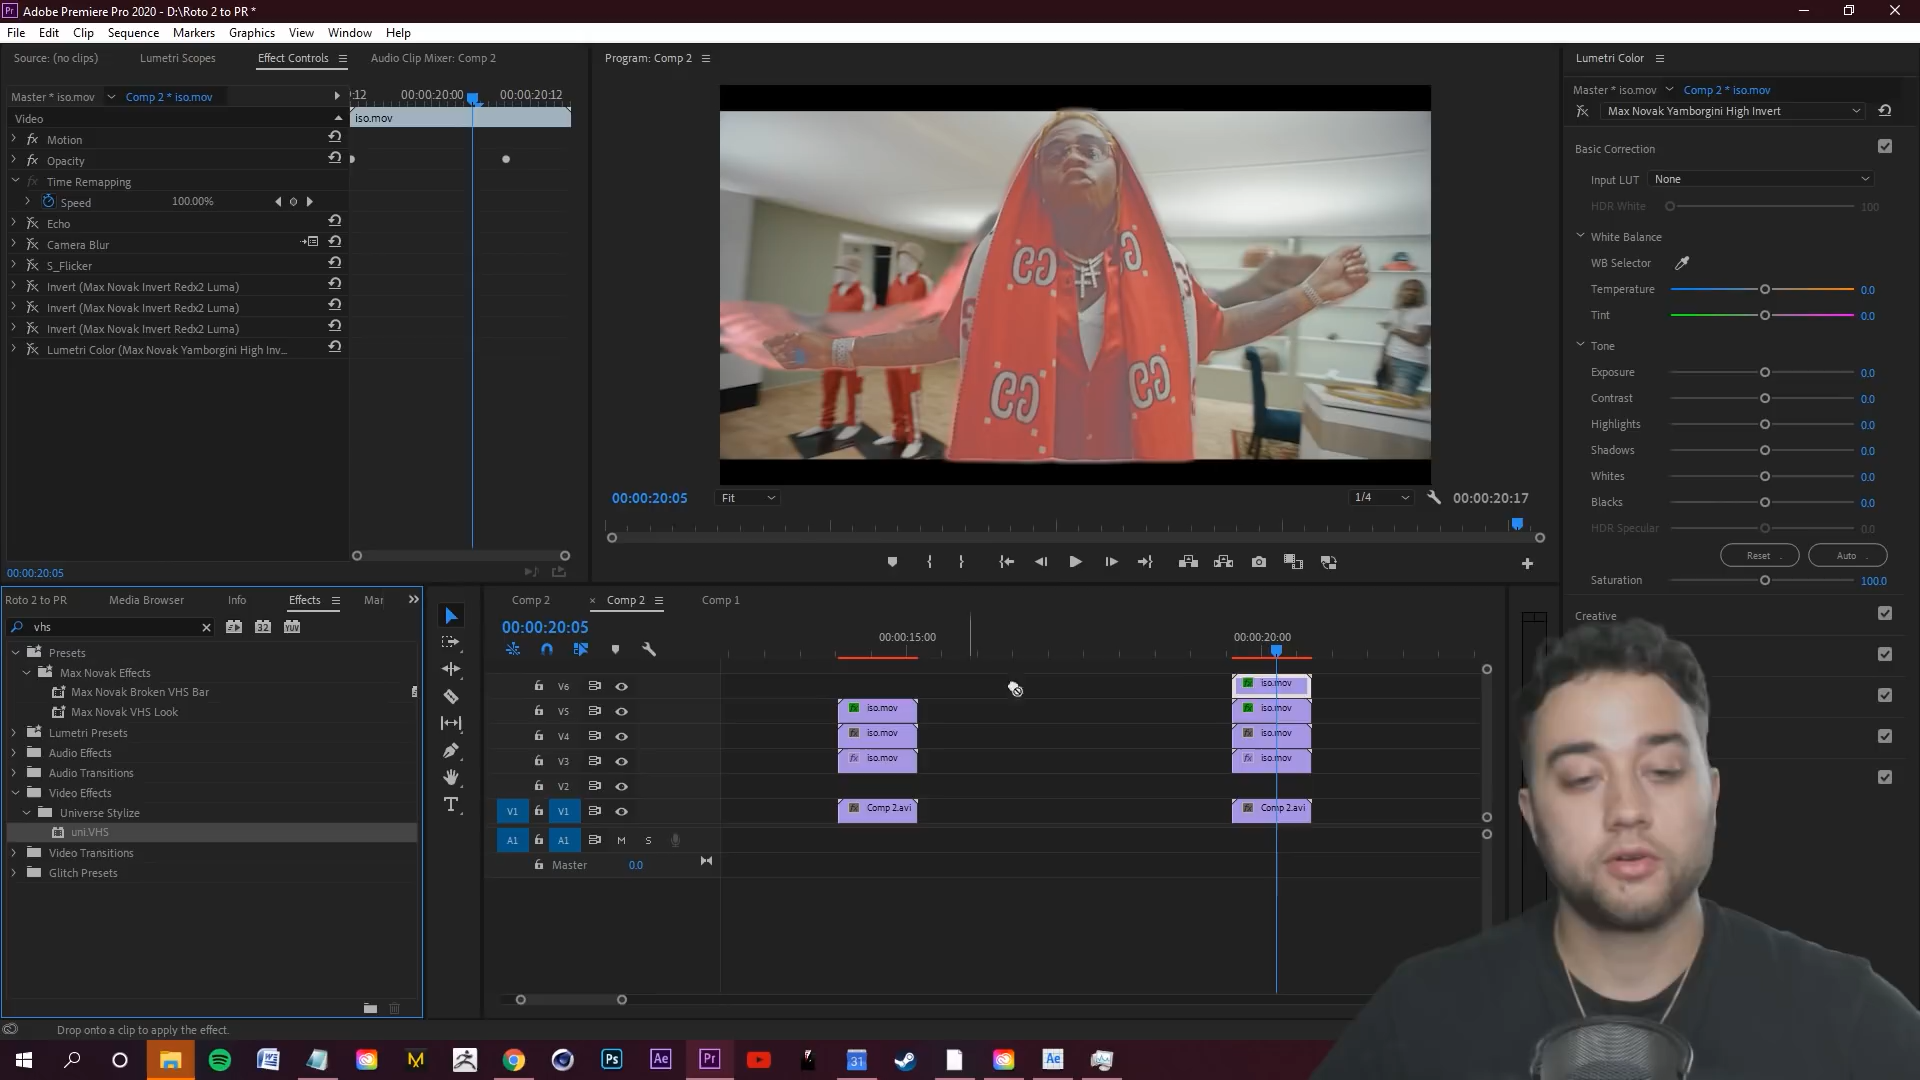 Adobe Premiere Pro 2020 - D:\Roto 2 to PR *
File Edit Clip Sequence Markers Graphics View Window Help
Source: (no clips) Lumetri Scopes Effect Controls Audio Clip Mixer: Comp 2
Master * iso.mov Comp 2 * iso.mov
:12 00:00:20:00 00:00:20:12
Video
iso.mov
fx Motion
fx Opacity
Time Remapping
Speed 100.00%
Echo
Camera Blur
S_Flicker
Invert (Max Novak Invert Redx2 Luma)
Invert (Max Novak Invert Redx2 Luma)
Invert (Max Novak Invert Redx2 Luma)
Lumetri Color (Max Novak Yamborgini High Inv...
00:00:20:05
Program: Comp 2
00:00:20:05 Fit 1/4 00:00:20:17
Lumetri Color
Master * iso.mov Comp 2 * iso.mov
fx Max Novak Yamborgini High Invert
Basic Correction
Input LUT None
HDR White 100
White Balance
WB Selector
Temperature 0.0
Tint 0.0
Tone
Exposure 0.0
Contrast 0.0
Highlights 0.0
Shadows 0.0
Whites 0.0
Blacks 0.0
HDR Specular 0.0
Reset Auto
Saturation 100.0
Creative
Roto 2 to PR Media Browser Info Effects Mar
vhs
Presets
Max Novak Effects
Max Novak Broken VHS Bar
Max Novak VHS Look
Lumetri Presets
Audio Effects
Audio Transitions
Video Effects
Universe Stylize
uni.VHS
Video Transitions
Glitch Presets
Comp 2 Comp 2 Comp 1
00:00:20:05
00:00:15:00 00:00:20:00
V6 iso.mov
V5 iso.mov iso.mov
V4 iso.mov iso.mov
V3 iso.mov iso.mov
V2
V1 V1 Comp 2.avi Comp 2.avi
A1 A1 M S
Master 0.0
Drop onto a clip to apply the effect.